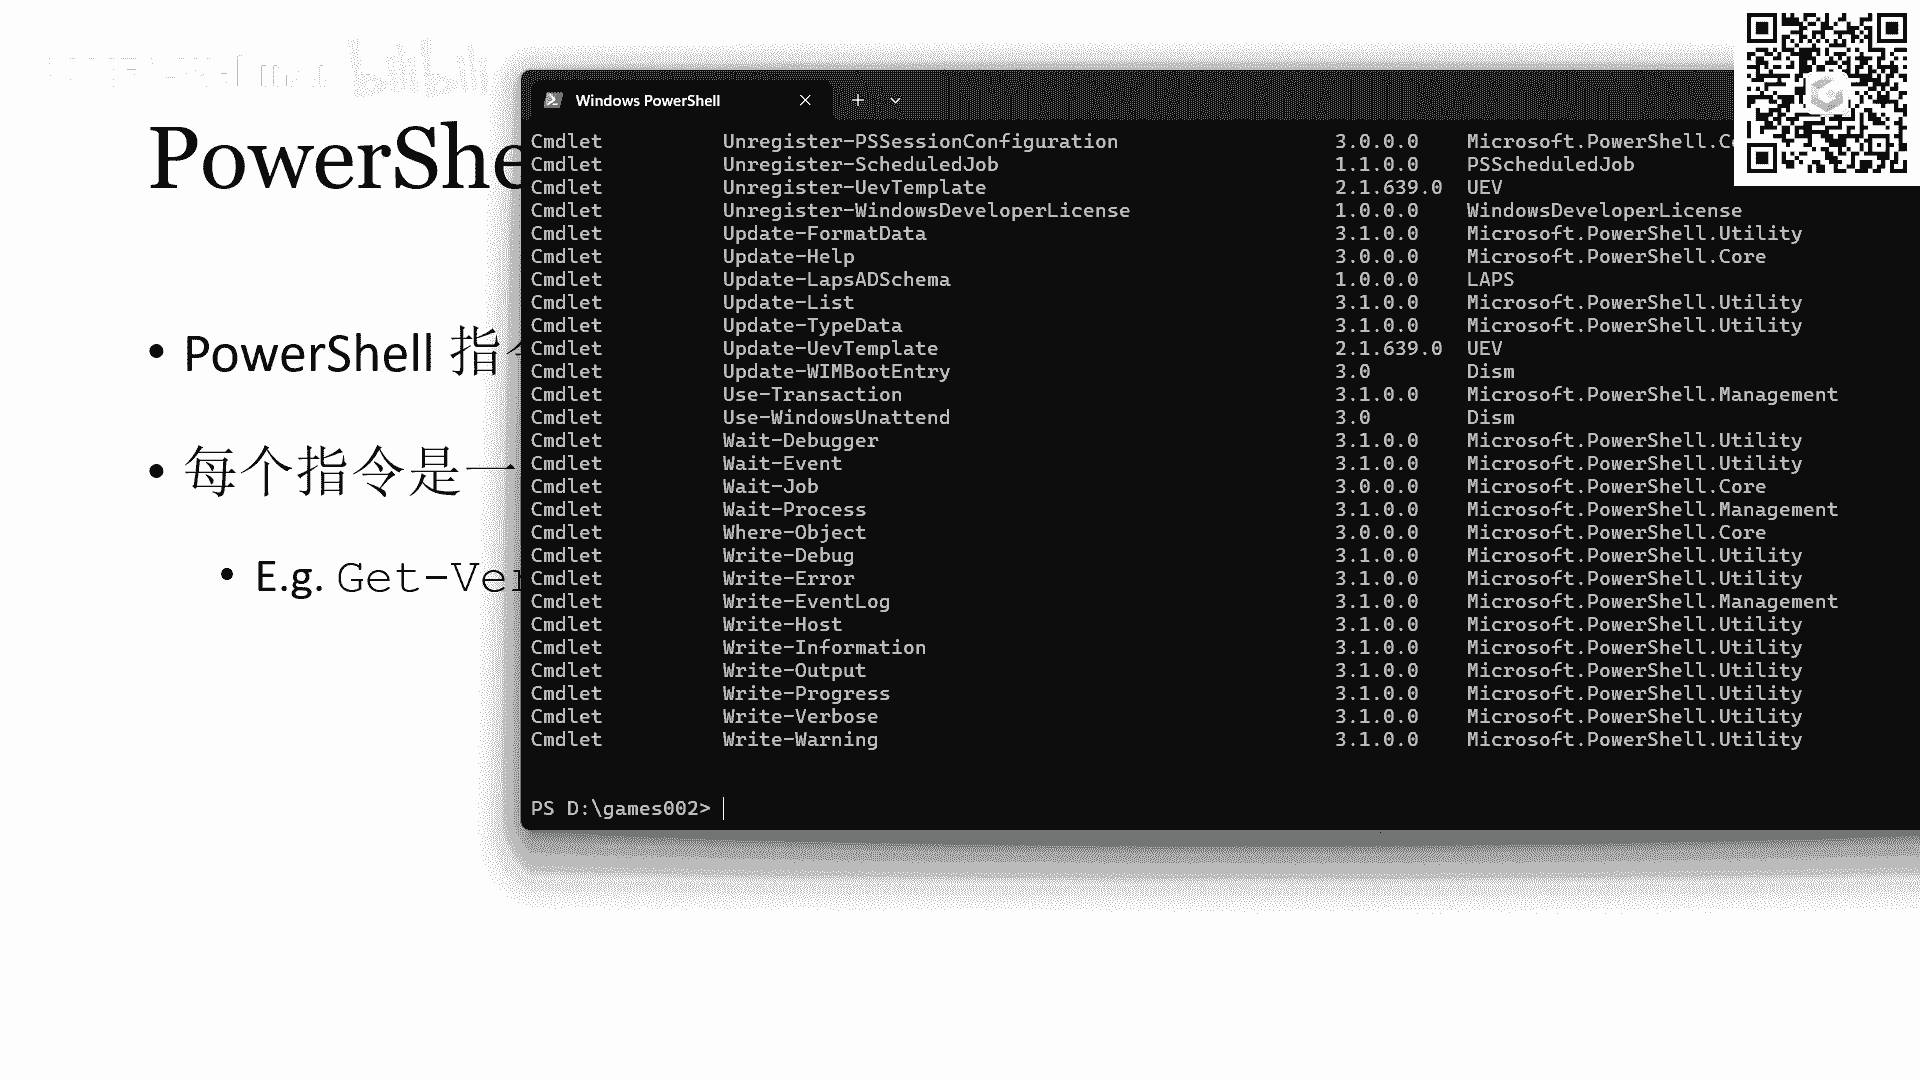 bilibili
PowerShe
PowerShell 指
每个指令是一
E.g. Get-Ver
Windows PowerShell
Cmdlet Unregister-PSSessionConfiguration 3.0.0.0 Microsoft.PowerShell.C
Cmdlet Unregister-ScheduledJob 1.1.0.0 PSScheduledJob
Cmdlet Unregister-UevTemplate 2.1.639.0 UEV
Cmdlet Unregister-WindowsDeveloperLicense 1.0.0.0 WindowsDeveloperLicense
Cmdlet Update-FormatData 3.1.0.0 Microsoft.PowerShell.Utility
Cmdlet Update-Help 3.0.0.0 Microsoft.PowerShell.Core
Cmdlet Update-LapsADSchema 1.0.0.0 LAPS
Cmdlet Update-List 3.1.0.0 Microsoft.PowerShell.Utility
Cmdlet Update-TypeData 3.1.0.0 Microsoft.PowerShell.Utility
Cmdlet Update-UevTemplate 2.1.639.0 UEV
Cmdlet Update-WIMBootEntry 3.0 Dism
Cmdlet Use-Transaction 3.1.0.0 Microsoft.PowerShell.Management
Cmdlet Use-WindowsUnattend 3.0 Dism
Cmdlet Wait-Debugger 3.1.0.0 Microsoft.PowerShell.Utility
Cmdlet Wait-Event 3.1.0.0 Microsoft.PowerShell.Utility
Cmdlet Wait-Job 3.0.0.0 Microsoft.PowerShell.Core
Cmdlet Wait-Process 3.1.0.0 Microsoft.PowerShell.Management
Cmdlet Where-Object 3.0.0.0 Microsoft.PowerShell.Core
Cmdlet Write-Debug 3.1.0.0 Microsoft.PowerShell.Utility
Cmdlet Write-Error 3.1.0.0 Microsoft.PowerShell.Utility
Cmdlet Write-EventLog 3.1.0.0 Microsoft.PowerShell.Management
Cmdlet Write-Host 3.1.0.0 Microsoft.PowerShell.Utility
Cmdlet Write-Information 3.1.0.0 Microsoft.PowerShell.Utility
Cmdlet Write-Output 3.1.0.0 Microsoft.PowerShell.Utility
Cmdlet Write-Progress 3.1.0.0 Microsoft.PowerShell.Utility
Cmdlet Write-Verbose 3.1.0.0 Microsoft.PowerShell.Utility
Cmdlet Write-Warning 3.1.0.0 Microsoft.PowerShell.Utility
PS D:\games002>